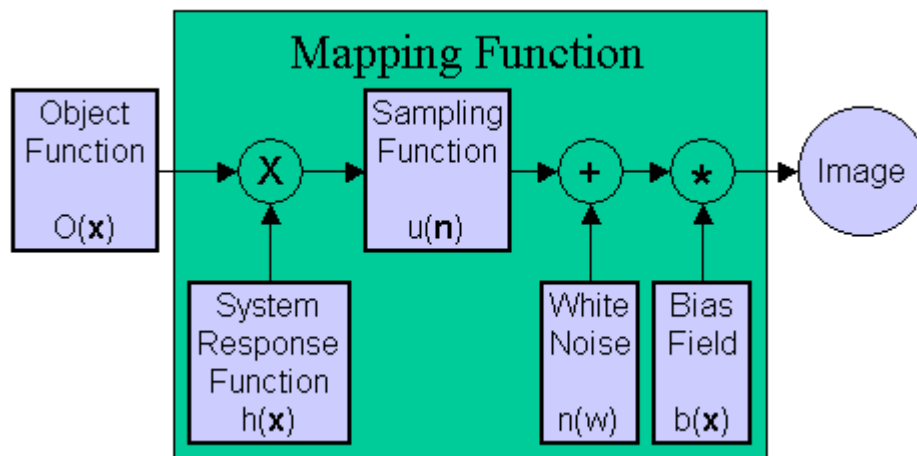 Mapping Function
Object
Function
O(x)
X
Sampling
Function
u(n)
+
*
Image
System
Response
Function
h(x)
White
Noise
n(w)
Bias
Field
b(x)